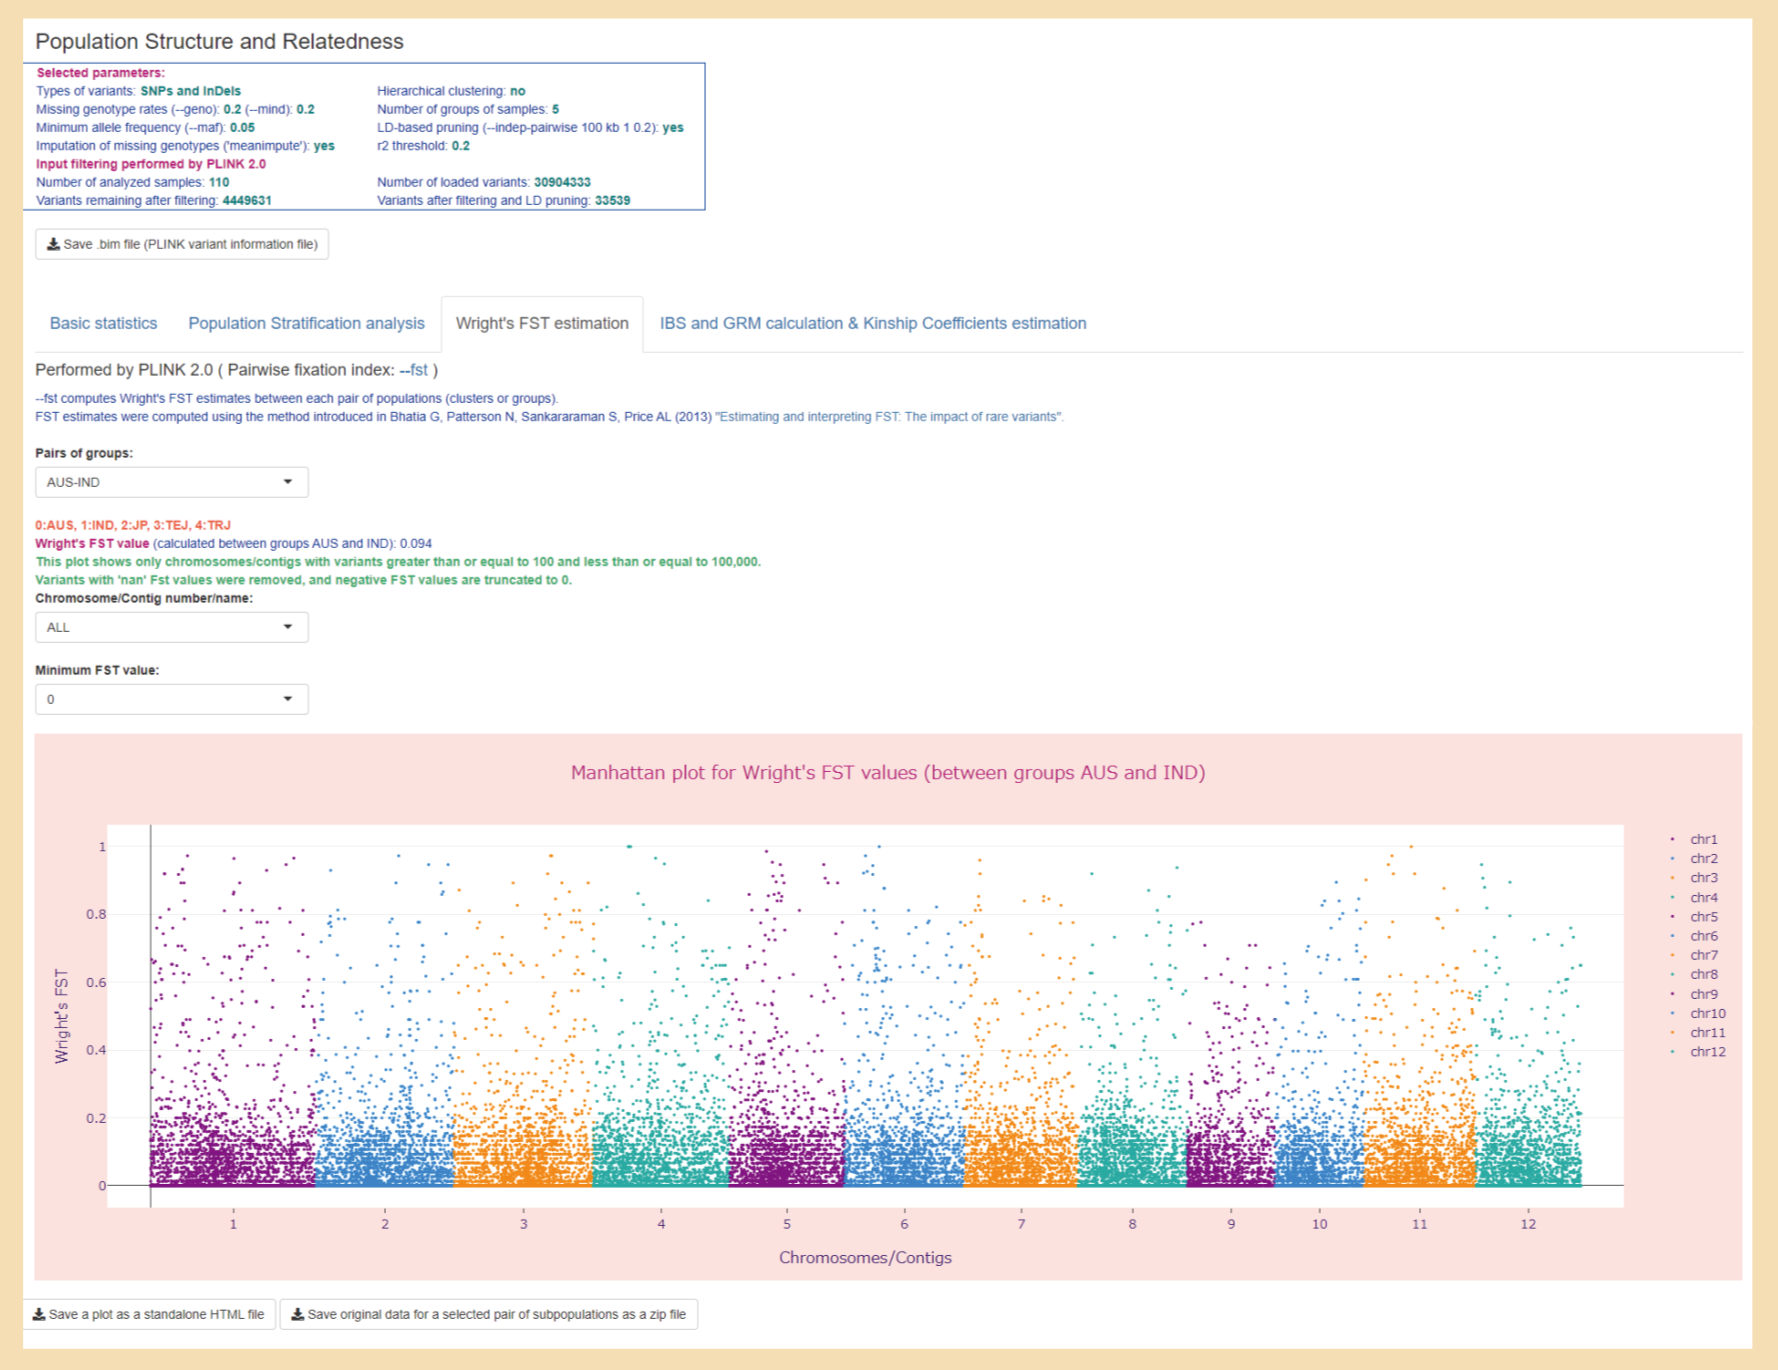 Population Structure and Relatedness
Selected parameters:
Types of variants: SNPs and InDels Hierarchical clustering: no
Missing genotype rates (--geno): 0.2 (--mind): 0.2 Number of groups of samples: 5
Minimum allele frequency (--maf): 0.05 LD-based pruning (--indep-pairwise 100 kb 1 0.2): yes
Imputation of missing genotypes ('meanimpute'): yes r2 threshold: 0.2
Input filtering performed by PLINK 2.0
Number of analyzed samples: 110 Number of loaded variants: 30904333
Variants remaining after filtering: 4449631 Variants after filtering and LD pruning: 33539
Save .bim file (PLINK variant information file)
Basic statistics Population Stratification analysis Wright's FST estimation IBS and GRM calculation & Kinship Coefficients estimation
Performed by PLINK 2.0 ( Pairwise fixation index: --fst )
--fst computes Wright's FST estimates between each pair of populations (clusters or groups).
FST estimates were computed using the method introduced in Bhatia G, Patterson N, Sankararaman S, Price AL (2013) "Estimating and interpreting FST: The impact of rare variants".
Pairs of groups:
AUS-IND
0:AUS, 1:IND, 2:JP, 3:TEJ, 4:TRJ
Wright's FST value (calculated between groups AUS and IND): 0.094
This plot shows only chromosomes/contigs with variants greater than or equal to 100 and less than or equal to 100,000.
Variants with 'nan' Fst values were removed, and negative FST values are truncated to 0.
Chromosome/Contig number/name:
ALL
Minimum FST value:
0
Manhattan plot for Wright's FST values (between groups AUS and IND)
1
0.8
0.6
0.4
0.2
0
Wright's FST
1 2 3 4 5 6 7 8 9 10 11 12
Chromosomes/Contigs
chr1
chr2
chr3
chr4
chr5
chr6
chr7
chr8
chr9
chr10
chr11
chr12
Save a plot as a standalone HTML file Save original data for a selected pair of subpopulations as a zip file